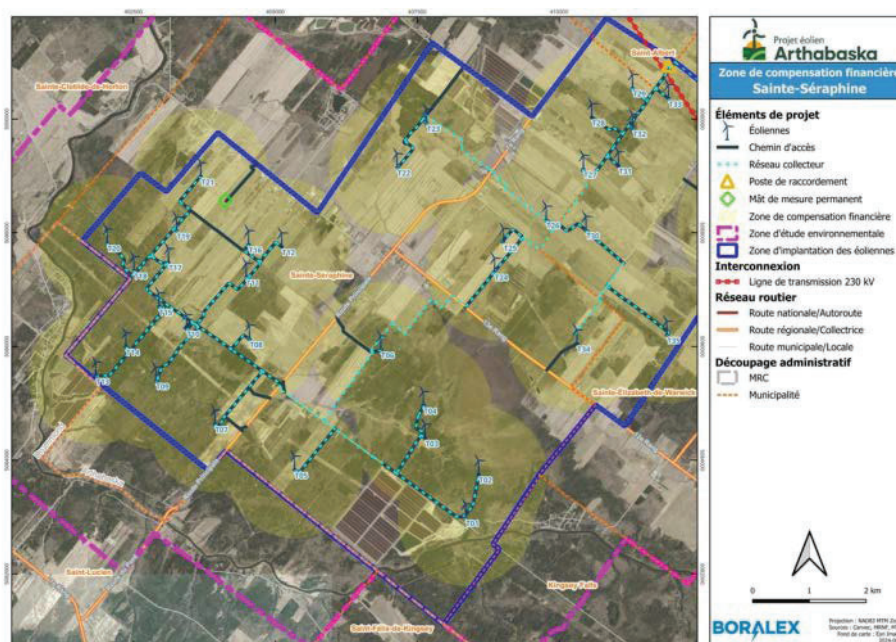 Projet éolien
Arthabaska
Zone de compensation financière
Sainte-Séraphine
Éléments de projet
Éoliennes
Chemin d'accès
Réseau collecteur
Poste de raccordement
Mât de mesure permanent
Zone de compensation financière
Zone d'étude environnementale
Zone d'implantation des éoliennes
Interconnexion
Ligne de transmission 230 kV
Réseau routier
Route nationale/Autoroute
Route régionale/Collectrice
Route municipale/Locale
Découpage administratif
MRC
Municipalité
0 1 2 km
BORALEX
Sainte-Clotilde-de-Horton
Saint-Albert
Sainte-Séraphine
Sainte-Élizabeth-de-Warwick
Saint-Lucien
Saint-Félix-de-Kingsey
Kingsey Falls
T33
T32
T31
T27
T23
T22
T21
T20
T19
T16
T12
T18
T17
T11
T25
T26
T30
T24
T15
T10
T08
T14
T13
T09
T06
T34
T35
T07
T05
T04
T03
T02
T01